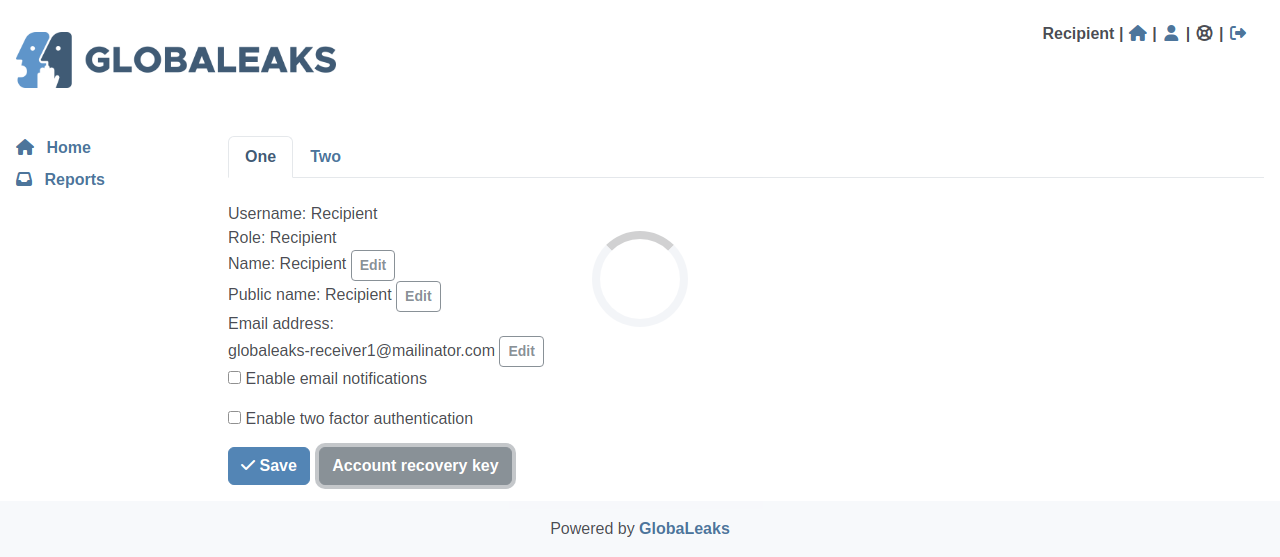 GLOBALEAKS
Recipient | | | |
Home
Reports
One Two
Username: Recipient
Role: Recipient
Name: Recipient Edit
Public name: Recipient Edit
Email address:
globaleaks-receiver1@mailinator.com Edit
Enable email notifications
Enable two factor authentication
Save Account recovery key
Powered by GlobaLeaks